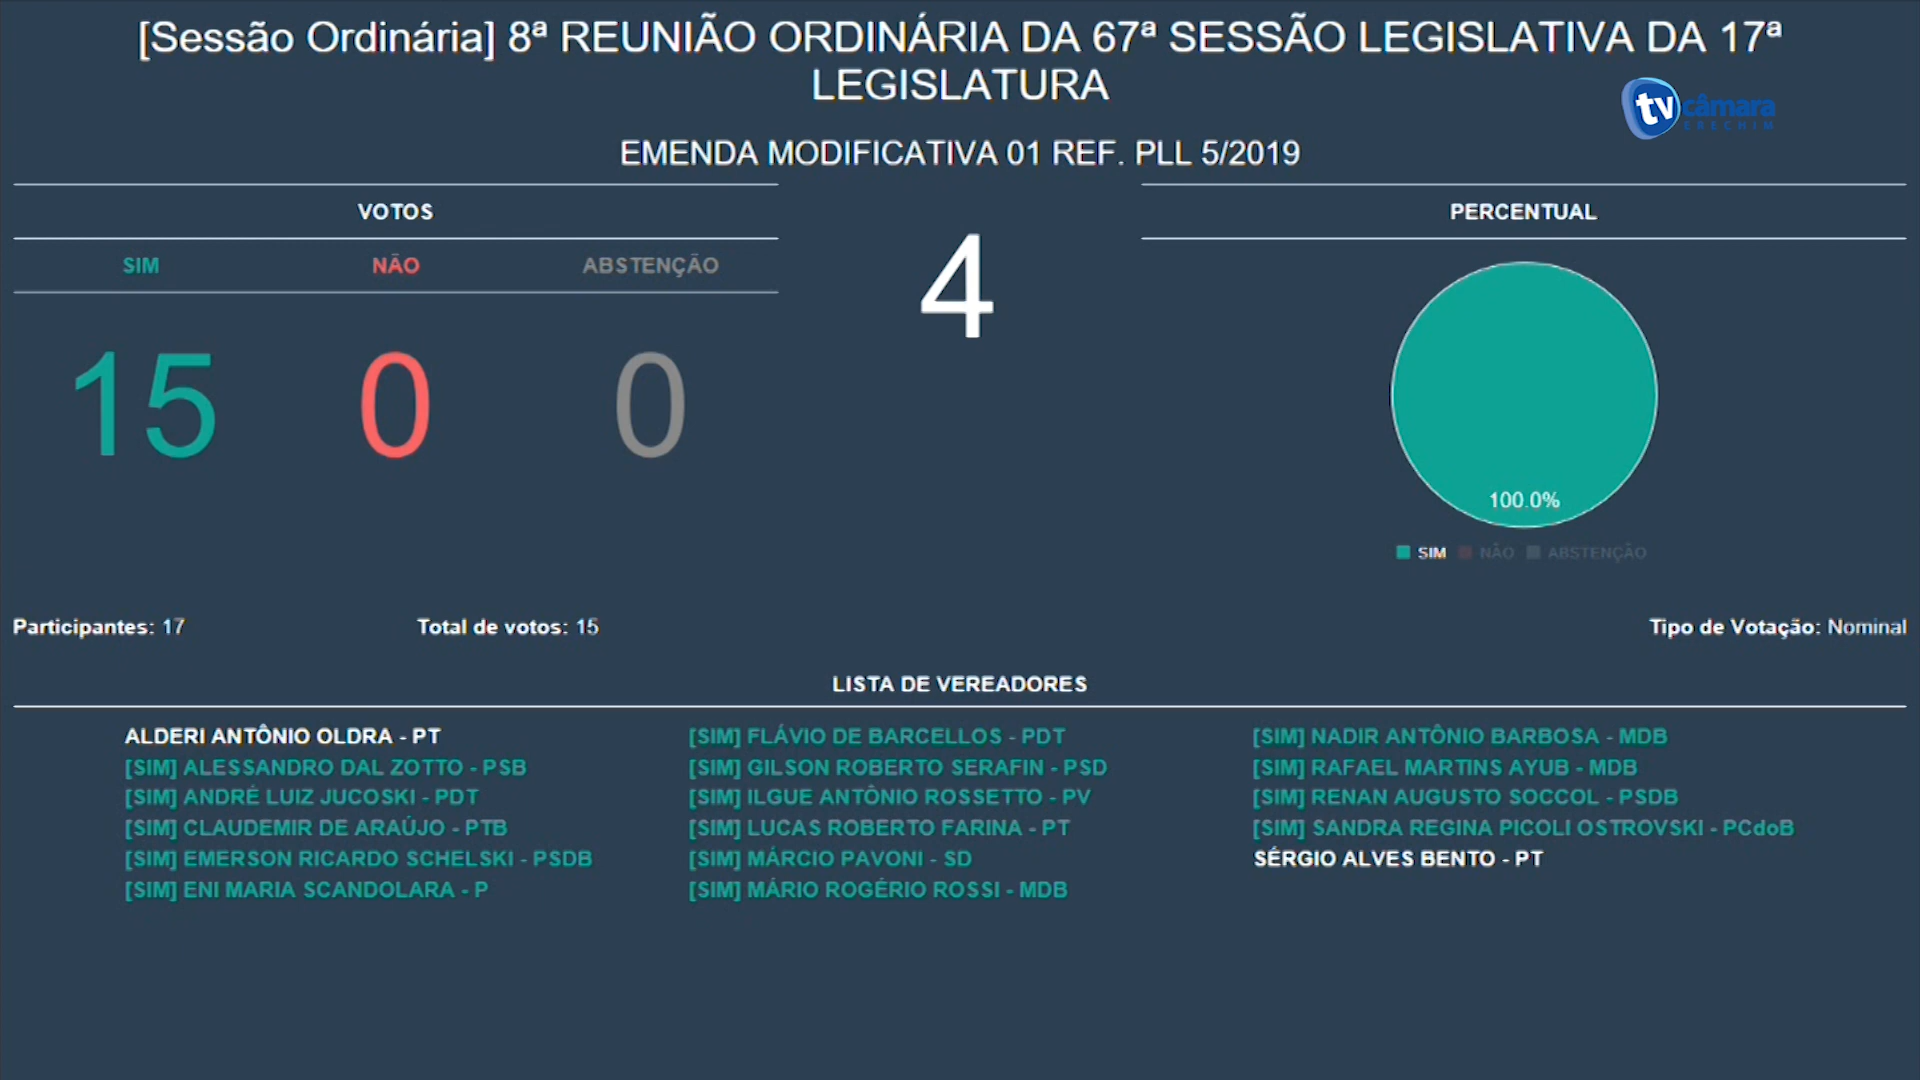 [Sessão Ordinária] 8ª REUNIÃO ORDINÁRIA DA 67ª SESSÃO LEGISLATIVA DA 17ª
LEGISLATURA
tv câmara
ERECHIM
EMENDA MODIFICATIVA 01 REF. PLL 5/2019
VOTOS
SIM NÃO ABSTENÇÃO
15 0 0
4
PERCENTUAL
100.0%
SIM NÃO ABSTENÇÃO
Participantes: 17 Total de votos: 15 Tipo de Votação: Nominal
LISTA DE VEREADORES
ALDERI ANTÔNIO OLDRA - PT
[SIM] ALESSANDRO DAL ZOTTO - PSB
[SIM] ANDRÉ LUIZ JUCOSKI - PDT
[SIM] CLAUDEMIR DE ARAÚJO - PTB
[SIM] EMERSON RICARDO SCHELSKI - PSDB
[SIM] ENI MARIA SCANDOLARA - P
[SIM] FLÁVIO DE BARCELLOS - PDT
[SIM] GILSON ROBERTO SERAFIN - PSD
[SIM] ILGUE ANTÔNIO ROSSETTO - PV
[SIM] LUCAS ROBERTO FARINA - PT
[SIM] MÁRCIO PAVONI - SD
[SIM] MÁRIO ROGÉRIO ROSSI - MDB
[SIM] NADIR ANTÔNIO BARBOSA - MDB
[SIM] RAFAEL MARTINS AYUB - MDB
[SIM] RENAN AUGUSTO SOCCOL - PSDB
[SIM] SANDRA REGINA PICOLI OSTROVSKI - PCdoB
SÉRGIO ALVES BENTO - PT